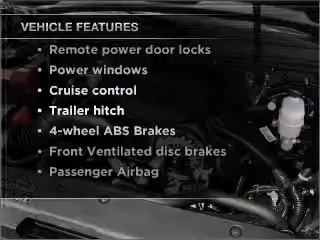 VEHICLE FEATURES
• Remote power door locks
• Power windows
• Cruise control
• Trailer hitch
• 4-wheel ABS Brakes
• Front Ventilated disc brakes
• Passenger Airbag